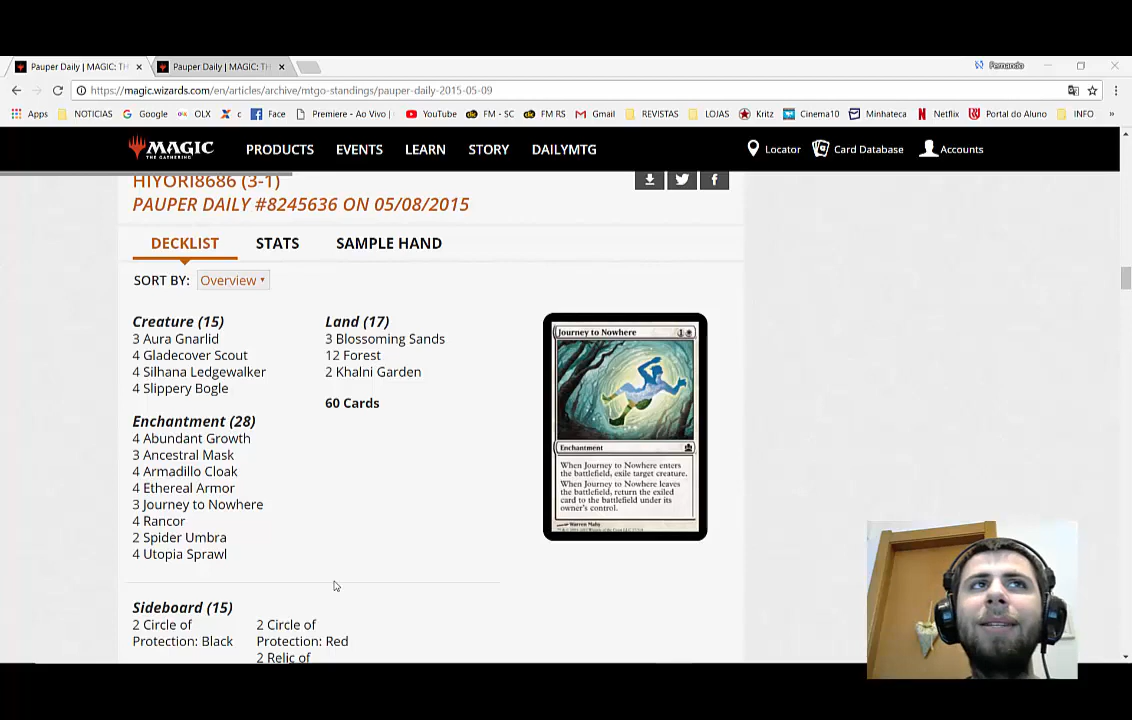 Pauper Daily | MAGIC: TH
Pauper Daily | MAGIC: TH
Fernando
https://magic.wizards.com/en/articles/archive/mtgo-standings/pauper-daily-2015-05-09
Apps NOTICIAS Google OLX c Face Premiere - Ao Vivo | YouTube FM - SC FM RS Gmail REVISTAS LOJAS Kritz Cinema10 Minhateca Netflix Portal do Aluno INFO »
MAGIC THE GATHERING PRODUCTS EVENTS LEARN STORY DAILYMTG Locator Card Database Accounts
HIYORI8686 (3-1)
PAUPER DAILY #8245636 ON 05/08/2015
DECKLIST STATS SAMPLE HAND
SORT BY: Overview
Creature (15)
3 Aura Gnarlid
4 Gladecover Scout
4 Silhana Ledgewalker
4 Slippery Bogle
Enchantment (28)
4 Abundant Growth
3 Ancestral Mask
4 Armadillo Cloak
4 Ethereal Armor
3 Journey to Nowhere
4 Rancor
2 Spider Umbra
4 Utopia Sprawl
Land (17)
3 Blossoming Sands
12 Forest
2 Khalni Garden
60 Cards
Journey to Nowhere 1
Enchantment
When Journey to Nowhere enters
the battlefield, exile target creature.
When Journey to Nowhere leaves
the battlefield, return the exiled
card to the battlefield under its
owner's control.
Sideboard (15)
2 Circle of
Protection: Black
2 Circle of
Protection: Red
2 Relic of